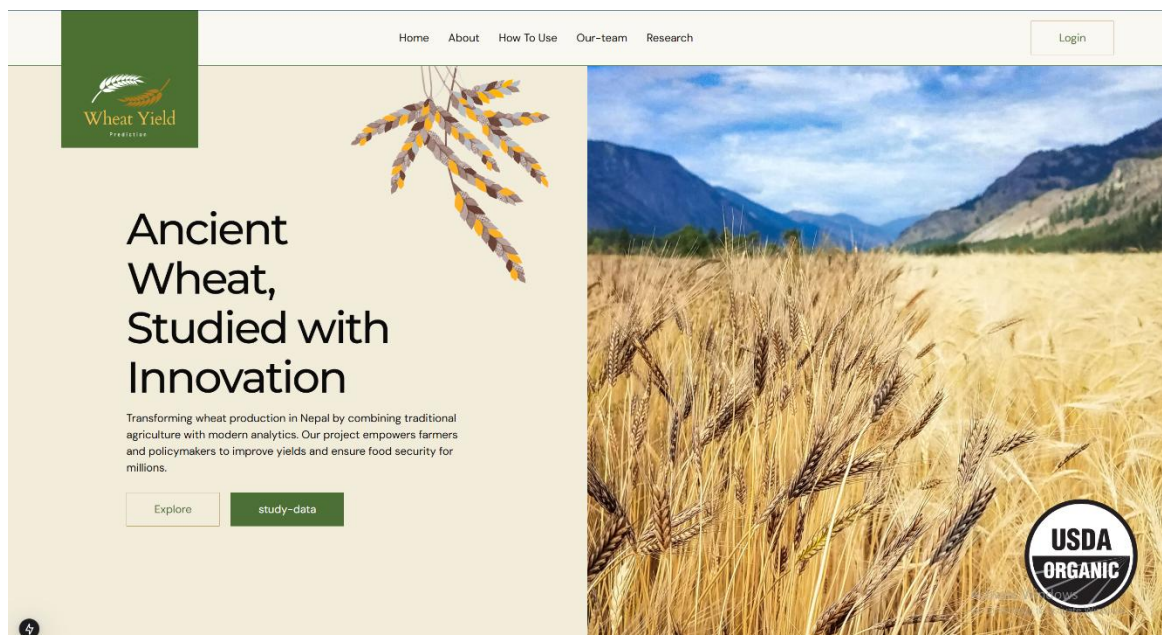 Home About How To Use Our-team Research
Login
Wheat Yield
Prediction
Ancient
Wheat,
Studied with
Innovation
Transforming wheat production in Nepal by combining traditional
agriculture with modern analytics. Our project empowers farmers
and policymakers to improve yields and ensure food security for
millions.
Explore study-data
USDA
ORGANIC